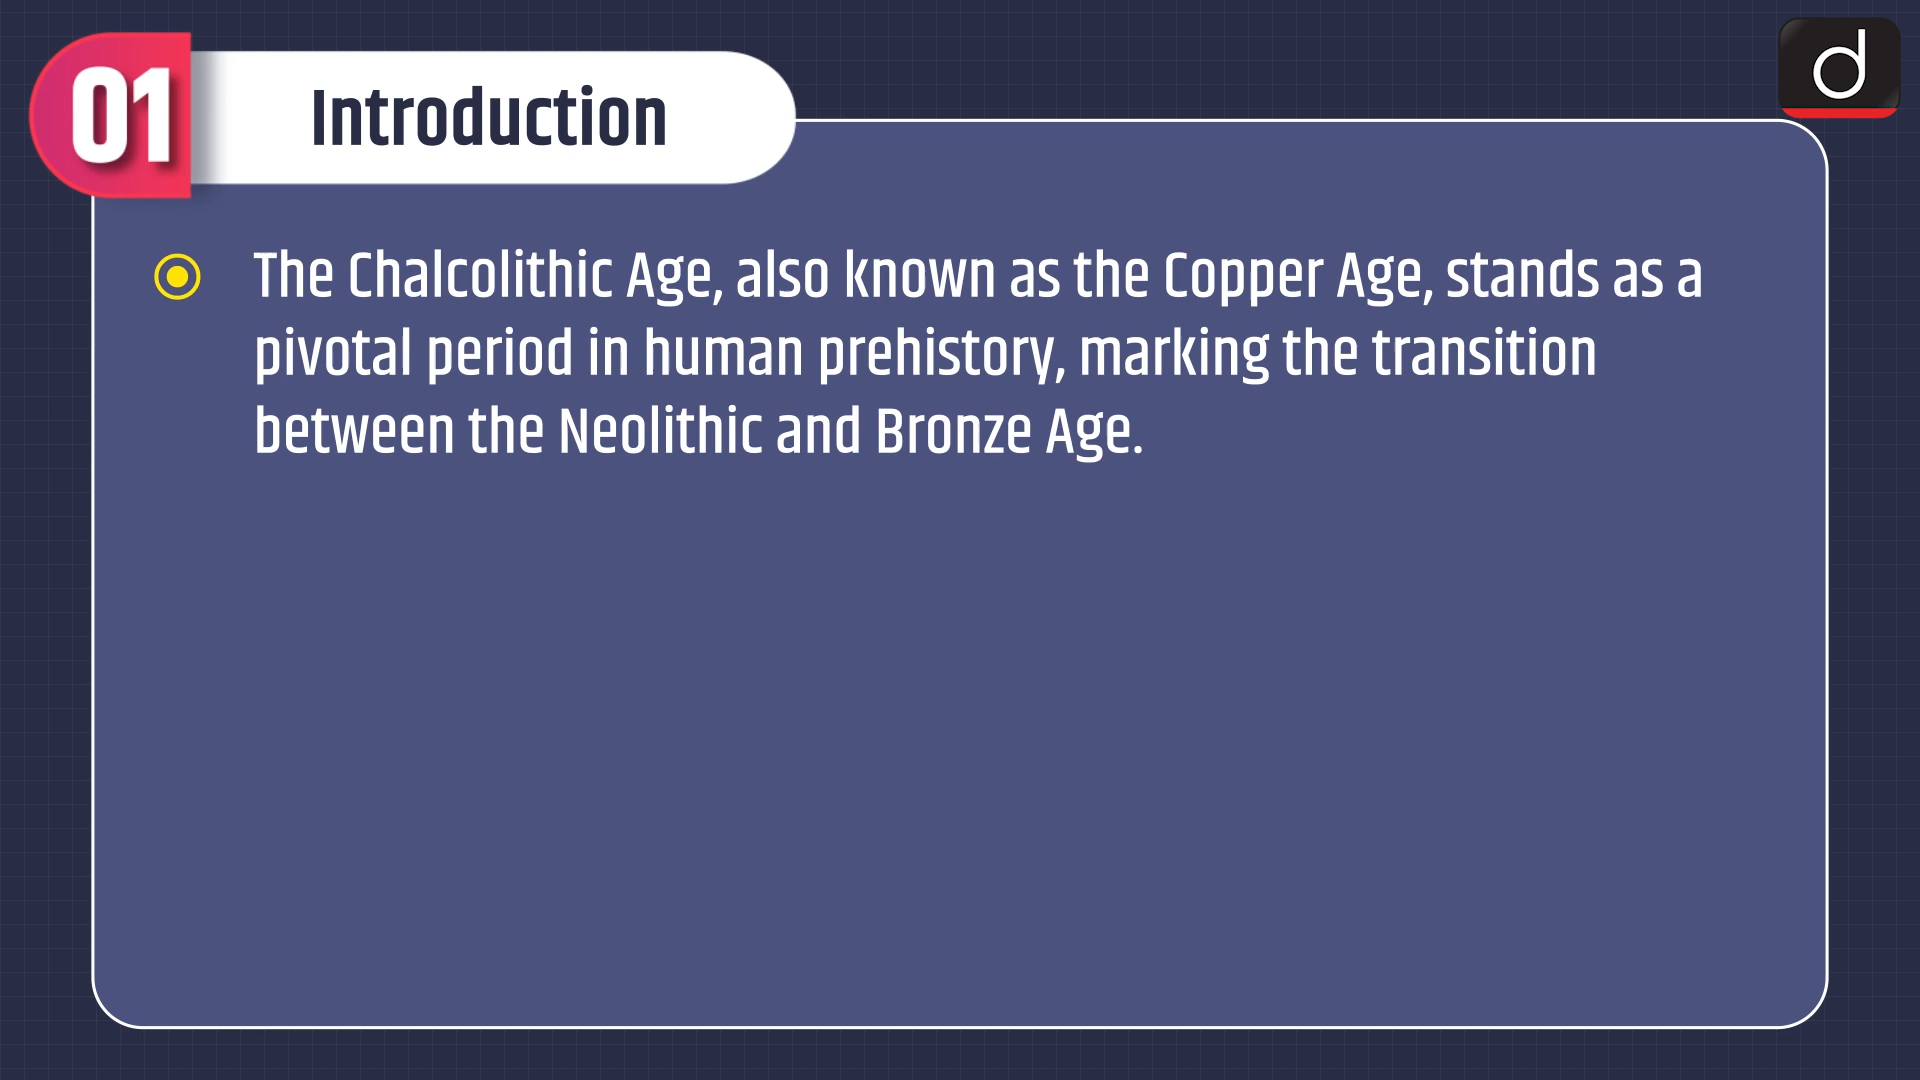 01
Introduction
d
The Chalcolithic Age, also known as the Copper Age, stands as a
pivotal period in human prehistory, marking the transition
between the Neolithic and Bronze Age.